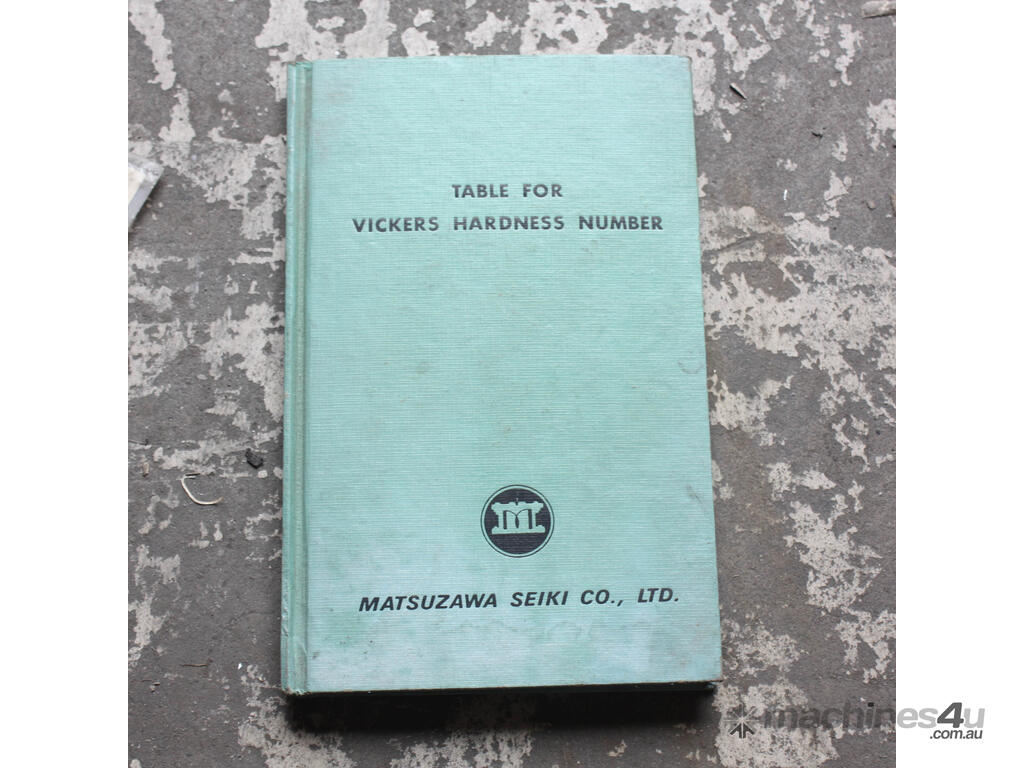 TABLE FOR
VICKERS HARDNESS NUMBER
MATSUZAWA SEIKI CO., LTD.
machines4u
.com.au